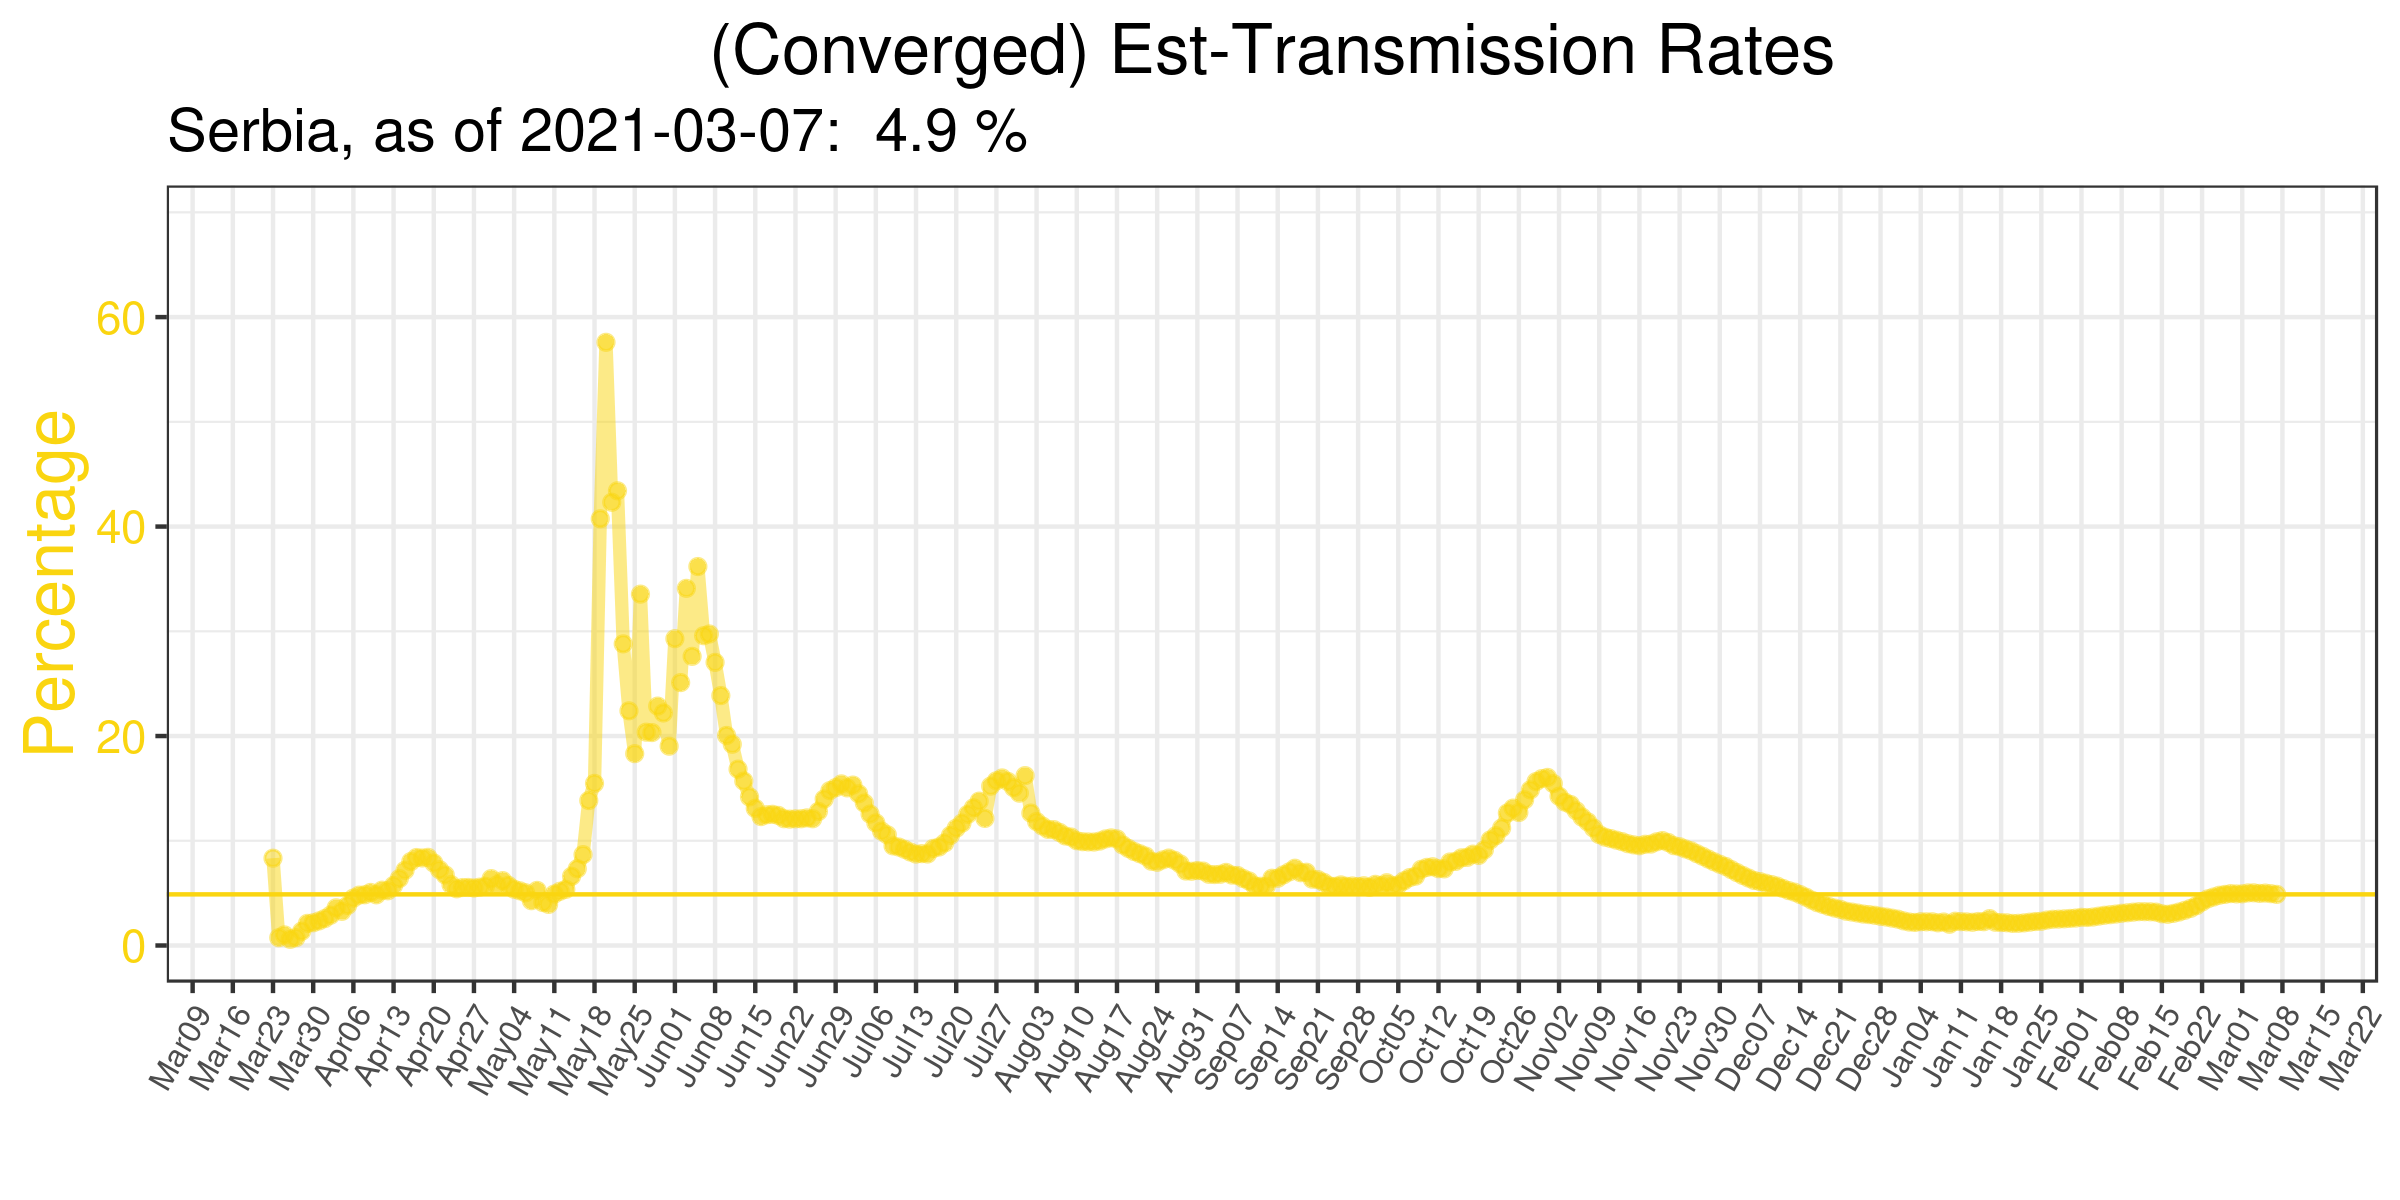 (Converged) Est-Transmission Rates
Serbia, as of 2021-03-07:  4.9 %
Percentage
60
40
20
0
Mar09
Mar16
Mar23
Mar30
Apr06
Apr13
Apr20
Apr27
May04
May11
May18
May25
Jun01
Jun08
Jun15
Jun22
Jun29
Jul06
Jul13
Jul20
Jul27
Aug03
Aug10
Aug17
Aug24
Aug31
Sep07
Sep14
Sep21
Sep28
Oct05
Oct12
Oct19
Oct26
Nov02
Nov09
Nov16
Nov23
Nov30
Dec07
Dec14
Dec21
Dec28
Jan04
Jan11
Jan18
Jan25
Feb01
Feb08
Feb15
Feb22
Mar01
Mar08
Mar15
Mar22